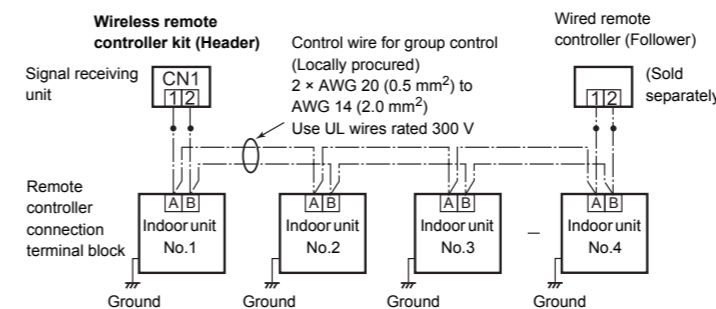 Wireless remote
controller kit (Header)
Control wire for group control
(Locally procured)
2 × AWG 20 (0.5 mm²) to
AWG 14 (2.0 mm²)
Use UL wires rated 300 V
Wired remote
controller (Follower)
(Sold
separately
Signal receiving
unit
CN1
1 2
1 2
Remote
controller
connection
terminal block
A B
Indoor unit
No.1
A B
Indoor unit
No.2
A B
Indoor unit
No.3
–
A B
Indoor unit
No.4
Ground
Ground
Ground
Ground